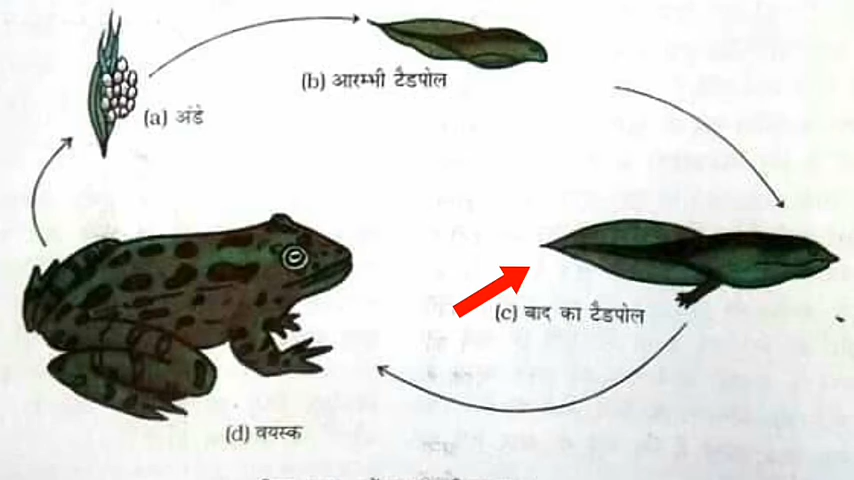 (b) आरम्भी टैडपोल
(a) अंडे
(c) बाद का टैडपोल
(d) वयस्क